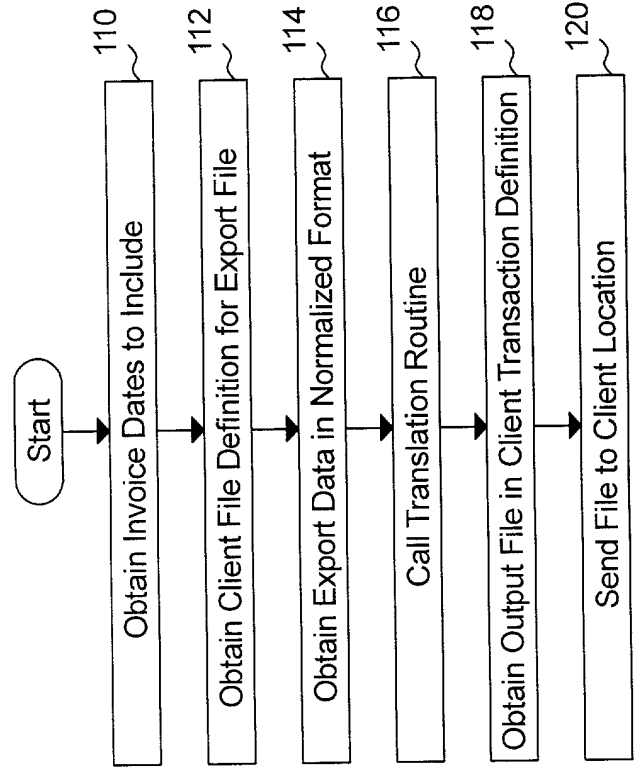 Start
Obtain Invoice Dates to Include
110
Obtain Client File Definition for Export File
112
Obtain Export Data in Normalized Format
114
Call Translation Routine
116
Obtain Output File in Client Transaction Definition
118
Send File to Client Location
120